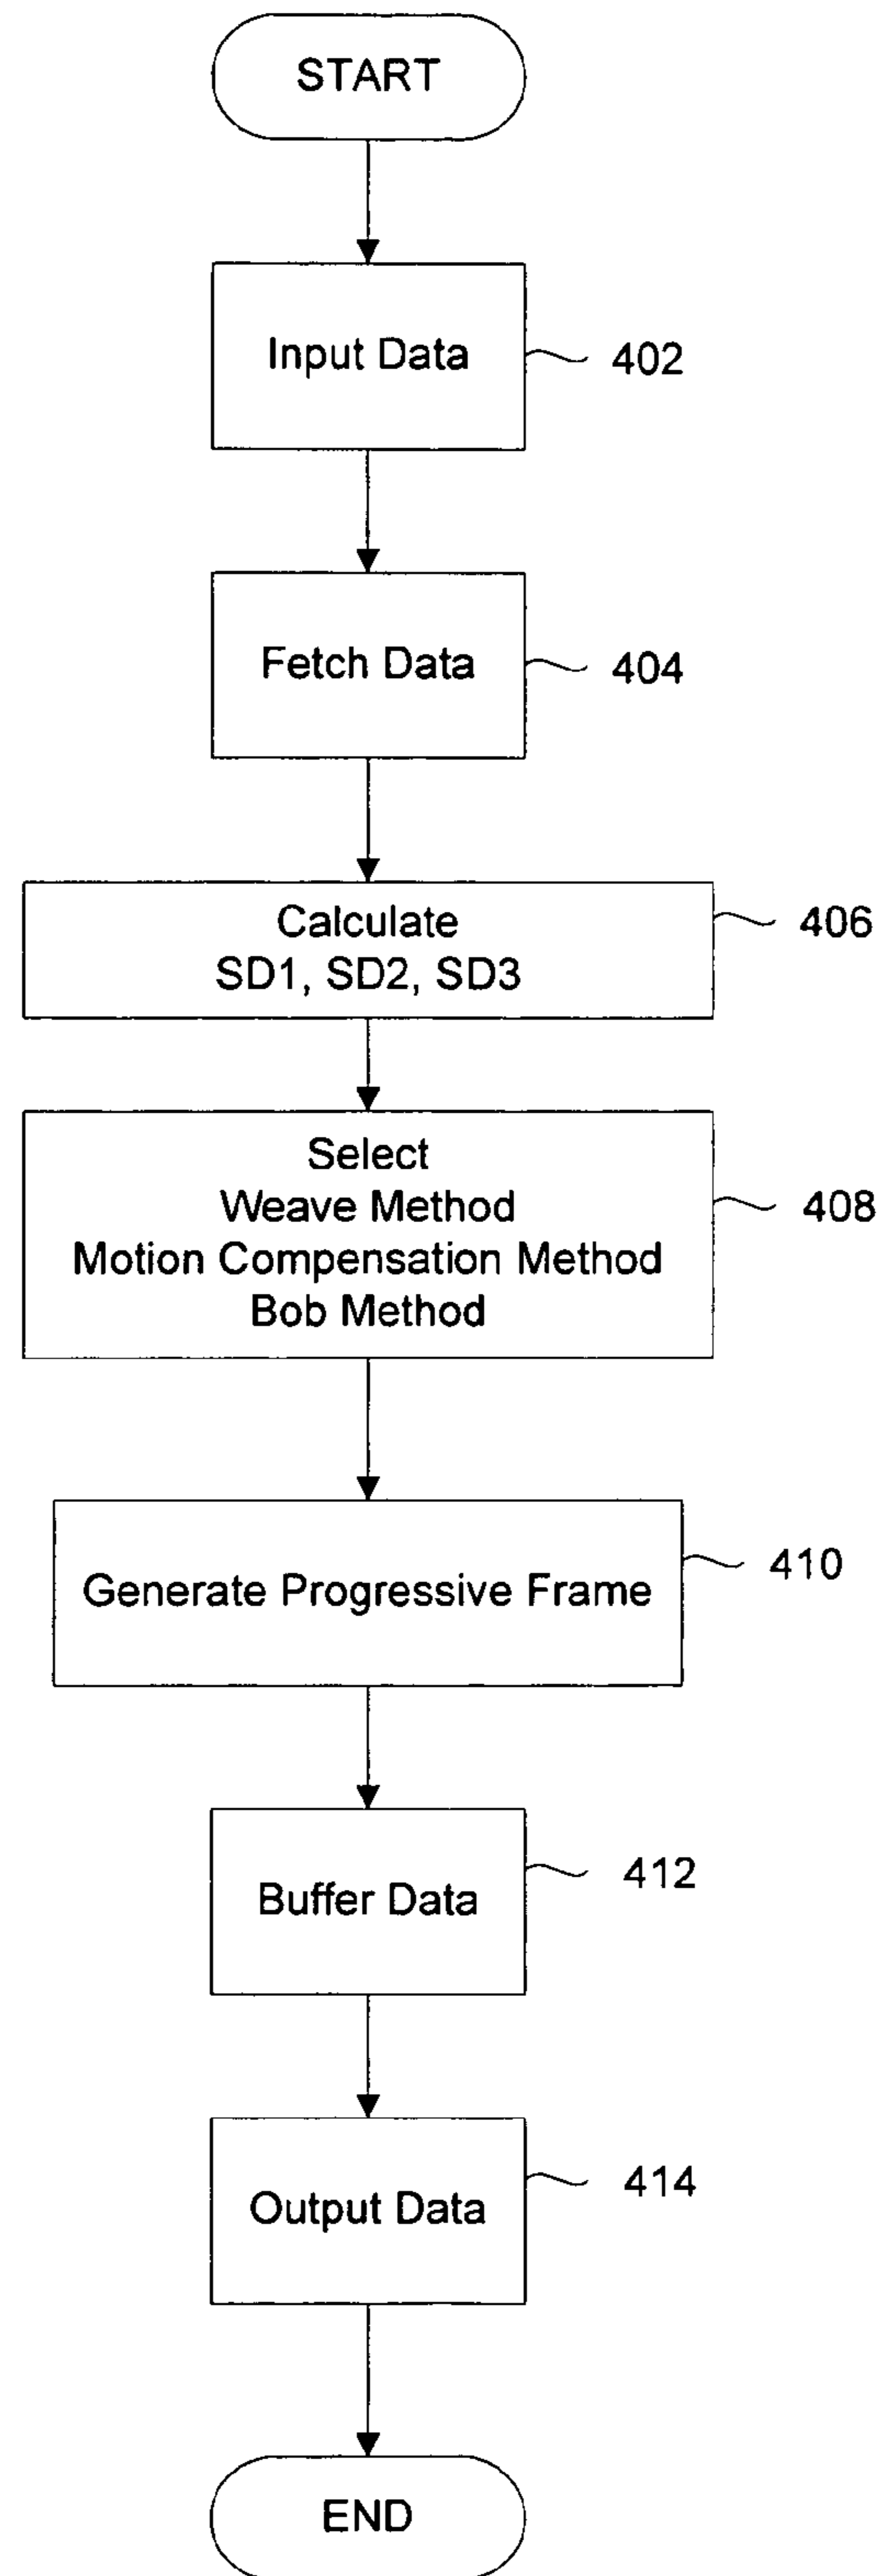 START
Input Data
402
Fetch Data
404
Calculate
SD1, SD2, SD3
406
Select
Weave Method
Motion Compensation Method
Bob Method
408
Generate Progressive Frame
410
Buffer Data
412
Output Data
414
END